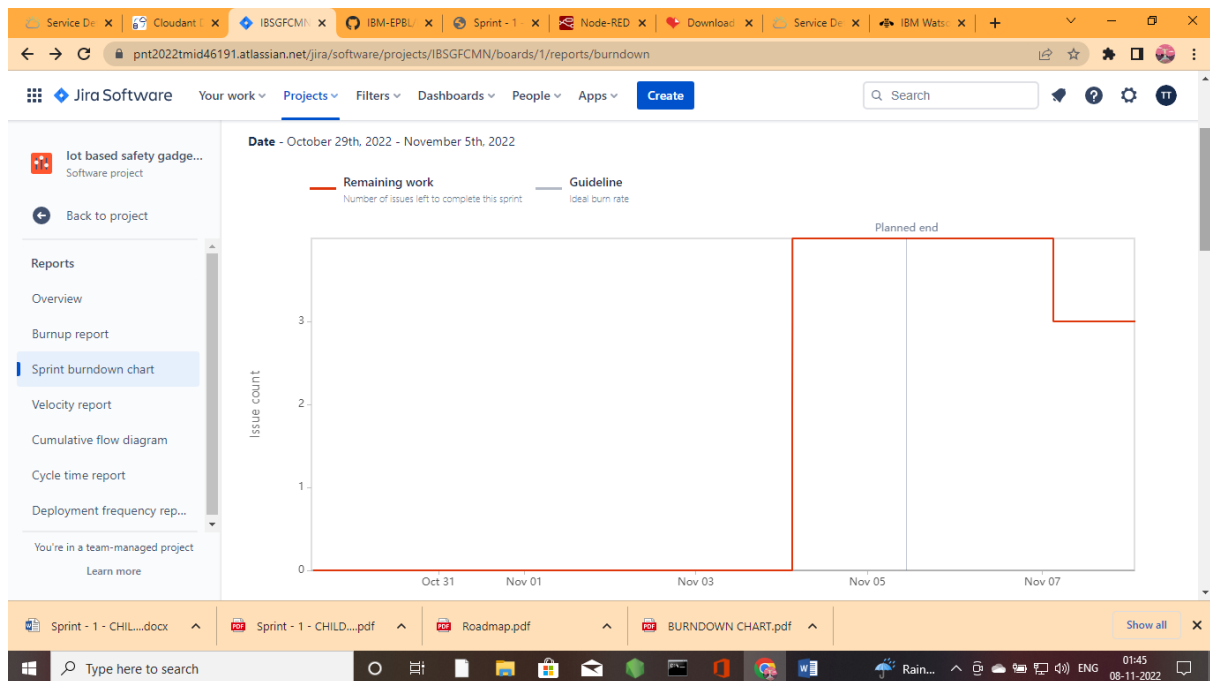 Service De
Cloudant D
IBSGFCMN
IBM-EPBL/
Sprint - 1 -
Node-RED
Download
Service De
IBM Watso
pnt2022tmid46191.atlassian.net/jira/software/projects/IBSGFCMN/boards/1/reports/burndown
Jira Software
Your work
Projects
Filters
Dashboards
People
Apps
Create
Search
TT
Iot based safety gadge...
Software project
Back to project
Reports
Overview
Burnup report
Sprint burndown chart
Velocity report
Cumulative flow diagram
Cycle time report
Deployment frequency rep...
You're in a team-managed project
Learn more
Date - October 29th, 2022 - November 5th, 2022
Remaining work
Number of issues left to complete this sprint
Guideline
Ideal burn rate
Planned end
Issue count
3
2
1
0
Oct 31
Nov 01
Nov 03
Nov 05
Nov 07
Sprint - 1 - CHIL....docx
Sprint - 1 - CHILD....pdf
Roadmap.pdf
BURNDOWN CHART.pdf
Show all
Type here to search
Rain...
ENG
01:45
08-11-2022